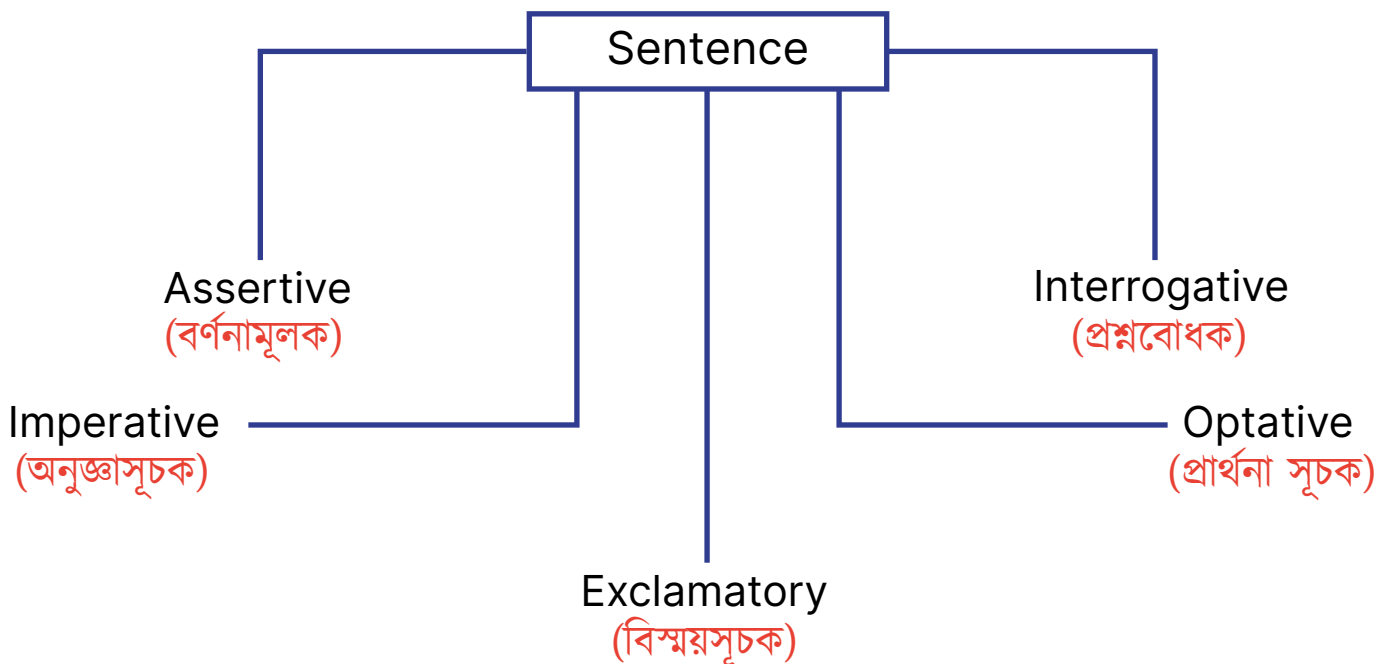 Sentence
Assertive
(বর্ণনামূলক)
Interrogative
(প্রশ্নবোধক)
Imperative
(অনুজ্ঞাসূচক)
Optative
(প্রার্থনা সূচক)
Exclamatory
(বিস্ময়সূচক)